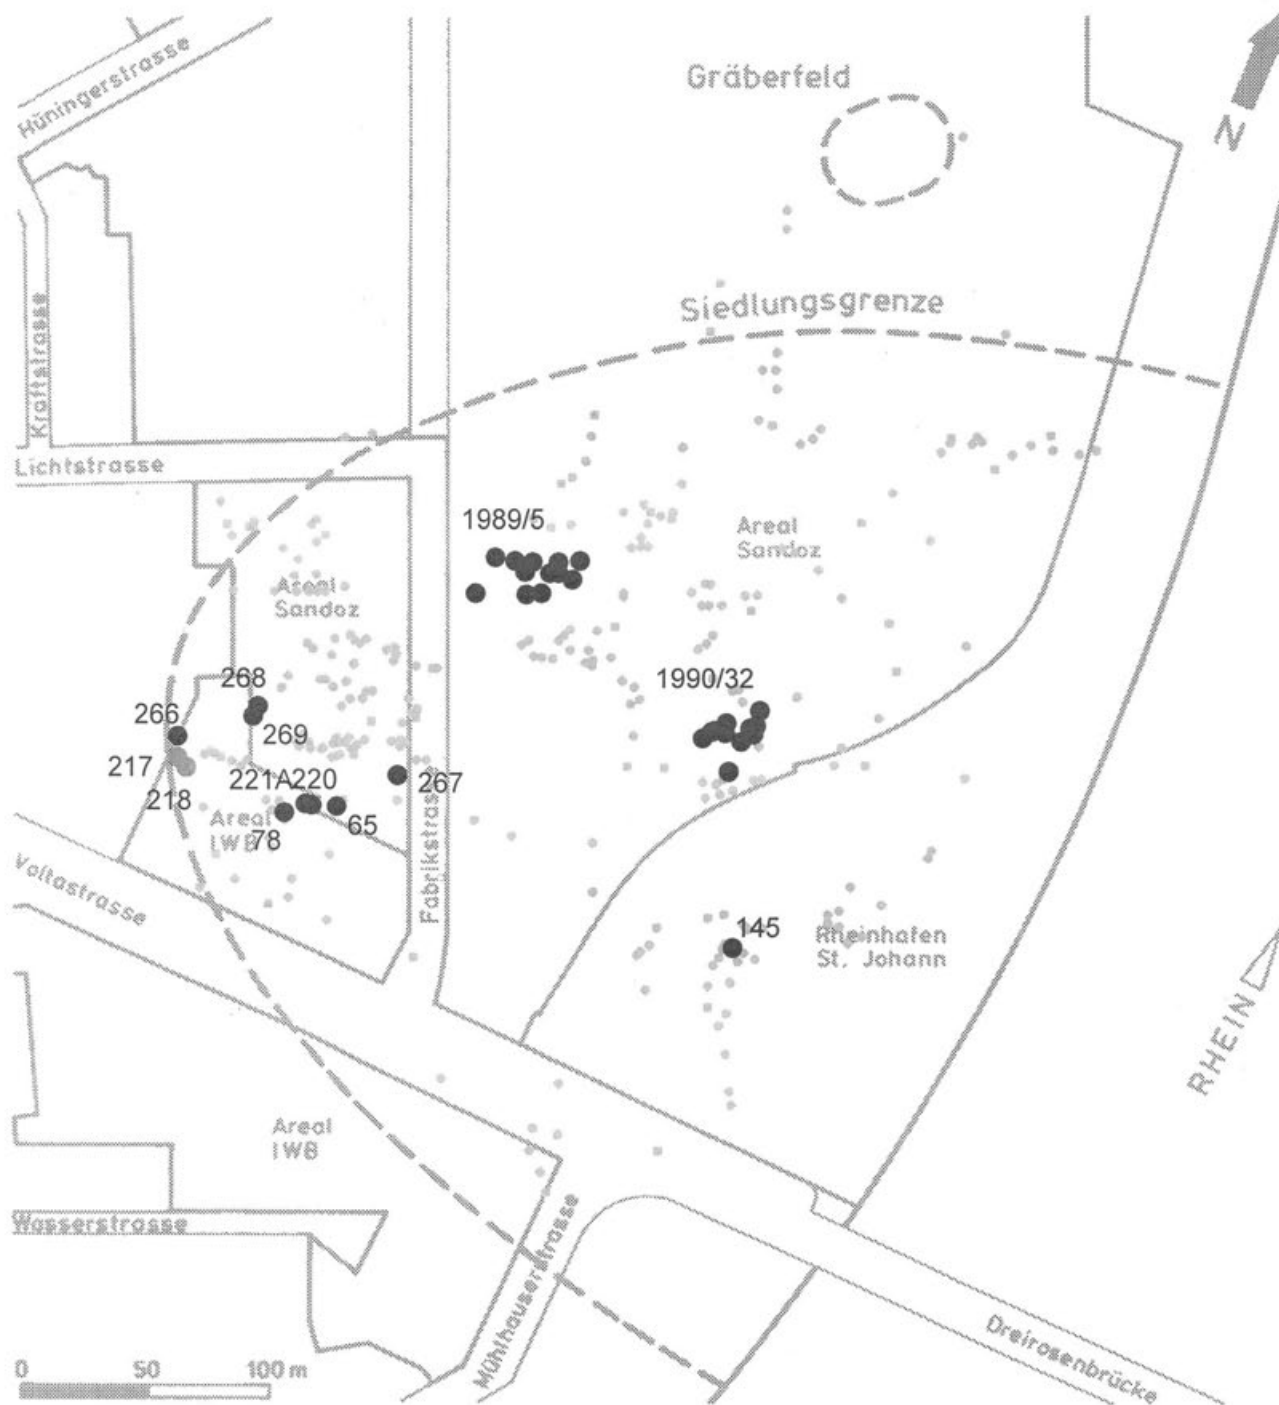 Hüningerstrasse
Gräberfeld
N
Siedlungsgrenze
Kraftstrasse
Lichtstrasse
1989/5
Areal
Sandoz
Areal
Sandoz
268
1990/32
266
269
217
221A220
267
218
Areal
IWB
78
65
Fabrikstrasse
Voltastrasse
145
Rheinhafen
St. Johann
RHEIN
Areal
IWB
Wasserstrasse
Mühlhauserstrasse
Dreirosenbrücke
0 50 100 m